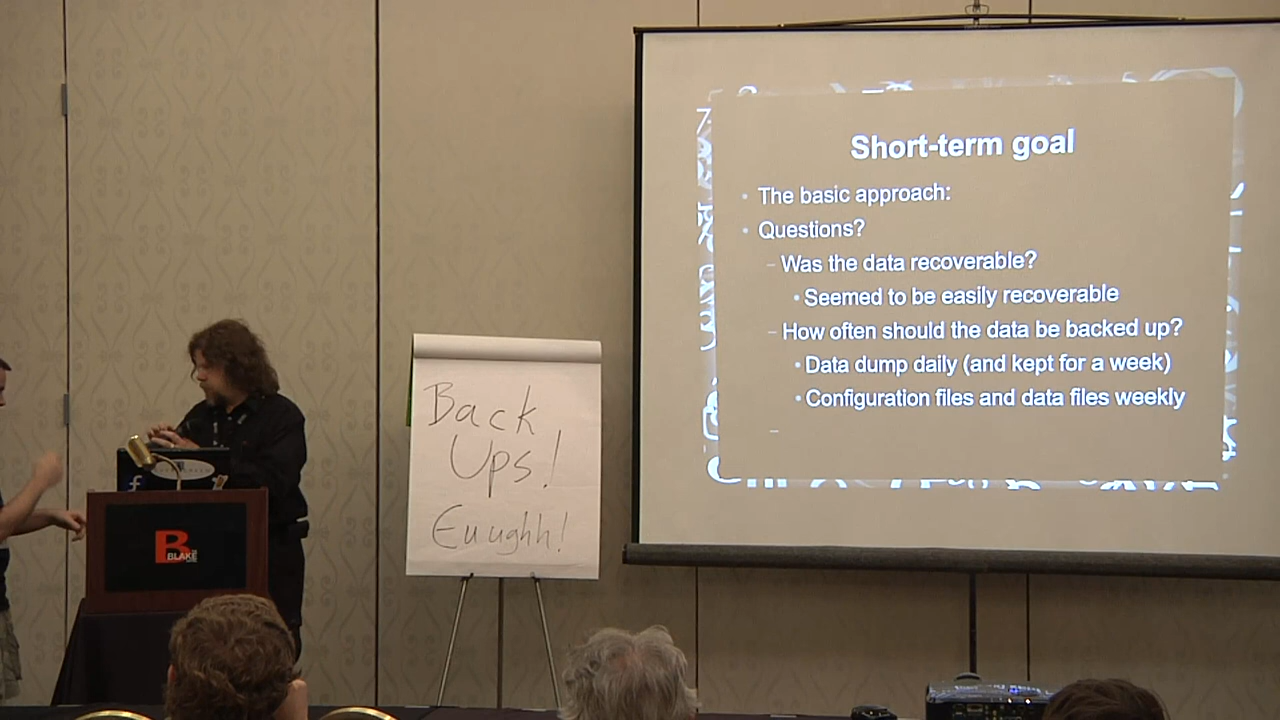 Short-term goal
• The basic approach:
• Questions?
– Was the data recoverable?
• Seemed to be easily recoverable
– How often should the data be backed up?
• Data dump daily (and kept for a week)
• Configuration files and data files weekly
–
Back
Ups!
Euughh!
f
B
BLAKE